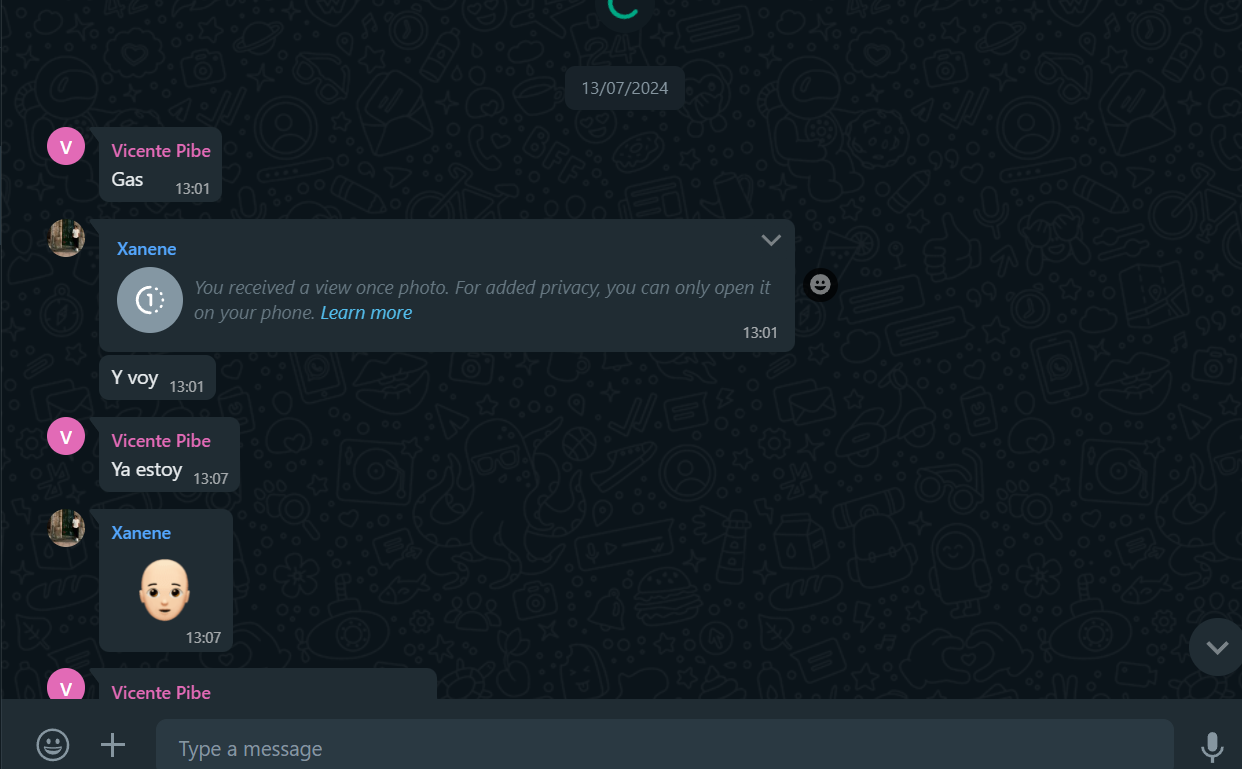 13/07/2024
V
Vicente Pibe
Gas
13:01
Xanene
1
You received a view once photo. For added privacy, you can only open it
on your phone. Learn more
13:01
Y voy
13:01
V
Vicente Pibe
Ya estoy
13:07
Xanene
13:07
V
Vicente Pibe
Type a message